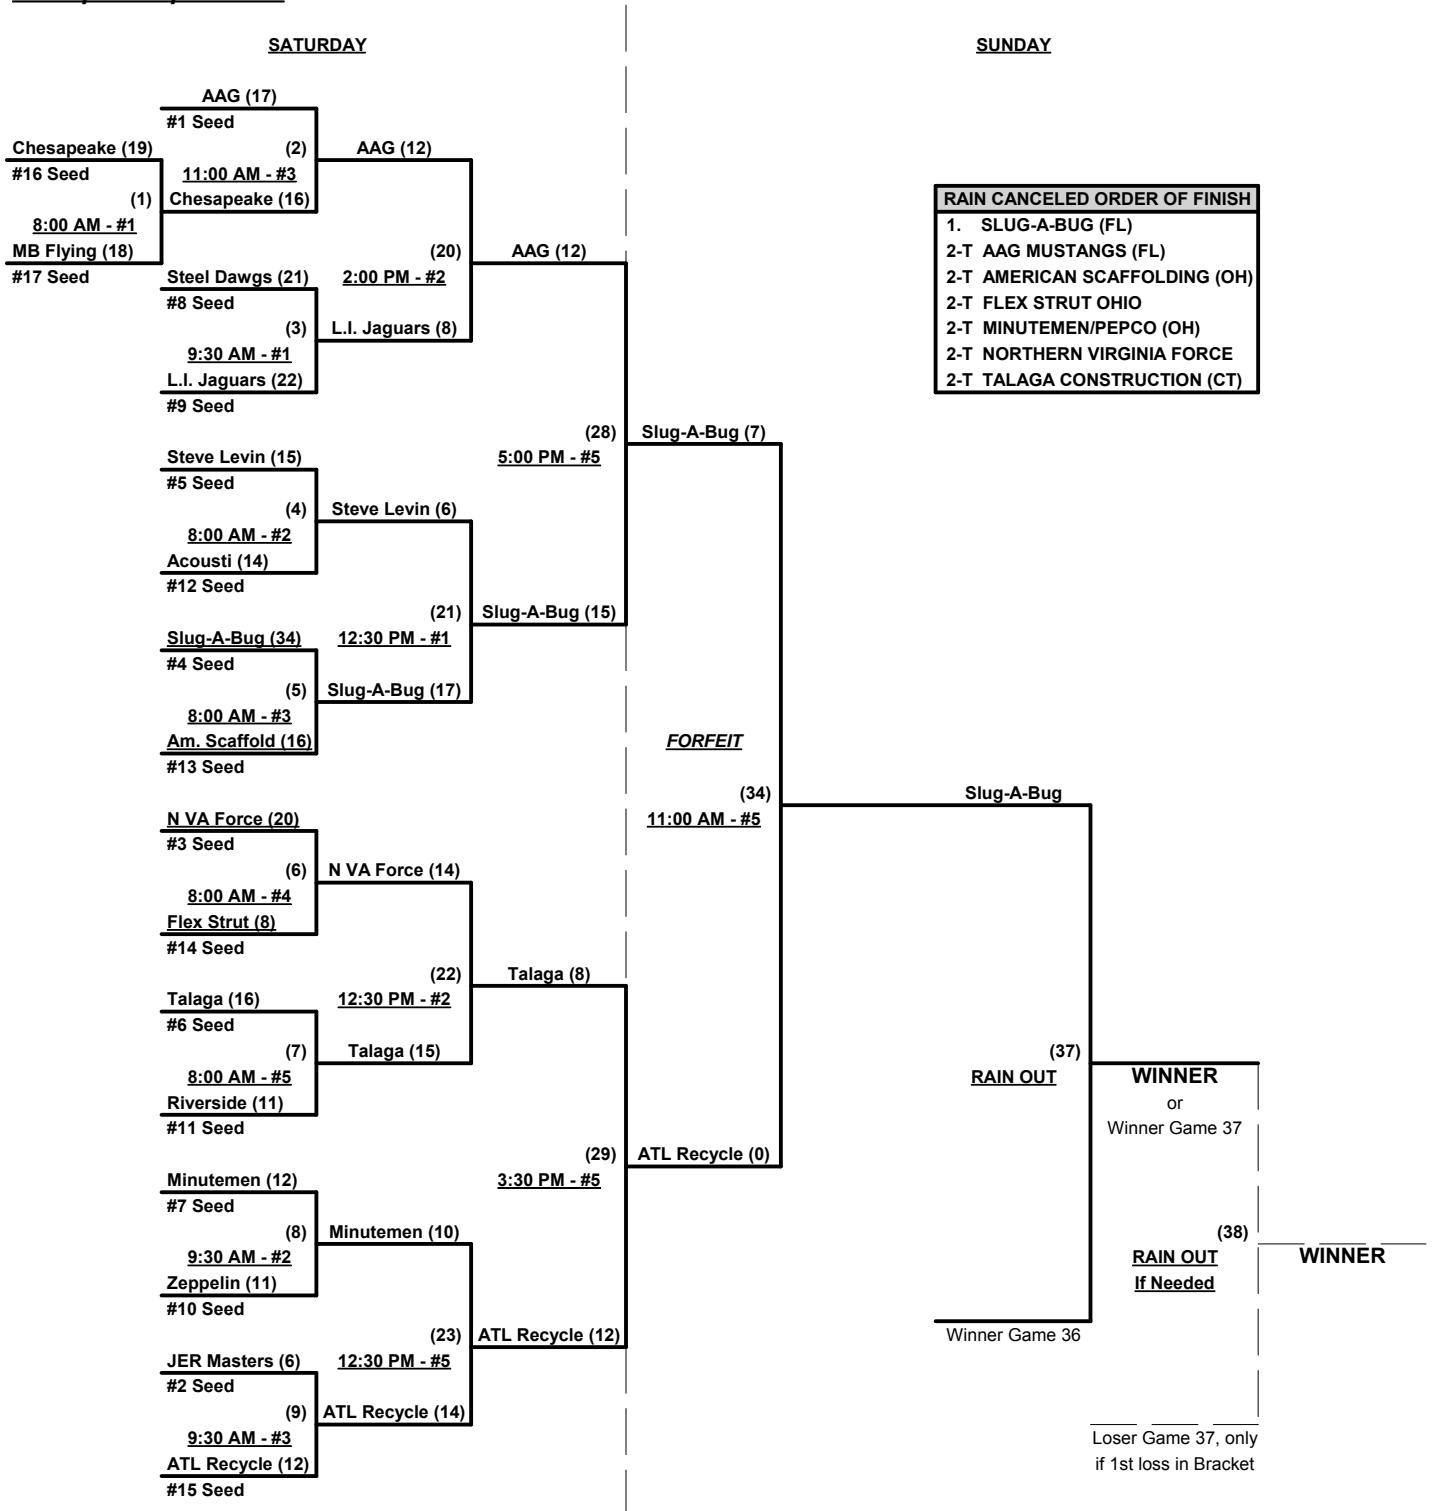 SATURDAY
SUNDAY
AAG (17)
#1 Seed
Chesapeake (19)
(2)
AAG (12)
#16 Seed
11:00 AM - #3
(1)
Chesapeake (16)
8:00 AM - #1
MB Flying (18)
(20)
AAG (12)
#17 Seed
Steel Dawgs (21)
2:00 PM - #2
#8 Seed
(3)
L.I. Jaguars (8)
9:30 AM - #1
L.I. Jaguars (22)
#9 Seed
RAIN CANCELED ORDER OF FINISH
1. SLUG-A-BUG (FL)
2-T AAG MUSTANGS (FL)
2-T AMERICAN SCAFFOLDING (OH)
2-T FLEX STRUT OHIO
2-T MINUTEMEN/PEPCO (OH)
2-T NORTHERN VIRGINIA FORCE
2-T TALAGA CONSTRUCTION (CT)
(28)
Slug-A-Bug (7)
Steve Levin (15)
5:00 PM - #5
#5 Seed
(4)
Steve Levin (6)
8:00 AM - #2
Acousti (14)
#12 Seed
(21)
Slug-A-Bug (15)
Slug-A-Bug (34)
12:30 PM - #1
#4 Seed
(5)
Slug-A-Bug (17)
8:00 AM - #3
Am. Scaffold (16)
FORFEIT
#13 Seed
(34)
Slug-A-Bug
N VA Force (20)
11:00 AM - #5
#3 Seed
(6)
N VA Force (14)
8:00 AM - #4
Flex Strut (8)
#14 Seed
(22)
Talaga (8)
Talaga (16)
12:30 PM - #2
#6 Seed
(7)
Talaga (15)
(37)
8:00 AM - #5
RAIN OUT
WINNER
Riverside (11)
or
#11 Seed
Winner Game 37
(29)
ATL Recycle (0)
Minutemen (12)
3:30 PM - #5
#7 Seed
(8)
Minutemen (10)
(38)
9:30 AM - #2
RAIN OUT
WINNER
Zeppelin (11)
If Needed
#10 Seed
(23)
ATL Recycle (12)
Winner Game 36
JER Masters (6)
12:30 PM - #5
#2 Seed
(9)
ATL Recycle (14)
9:30 AM - #3
Loser Game 37, only
ATL Recycle (12)
if 1st loss in Bracket
#15 Seed